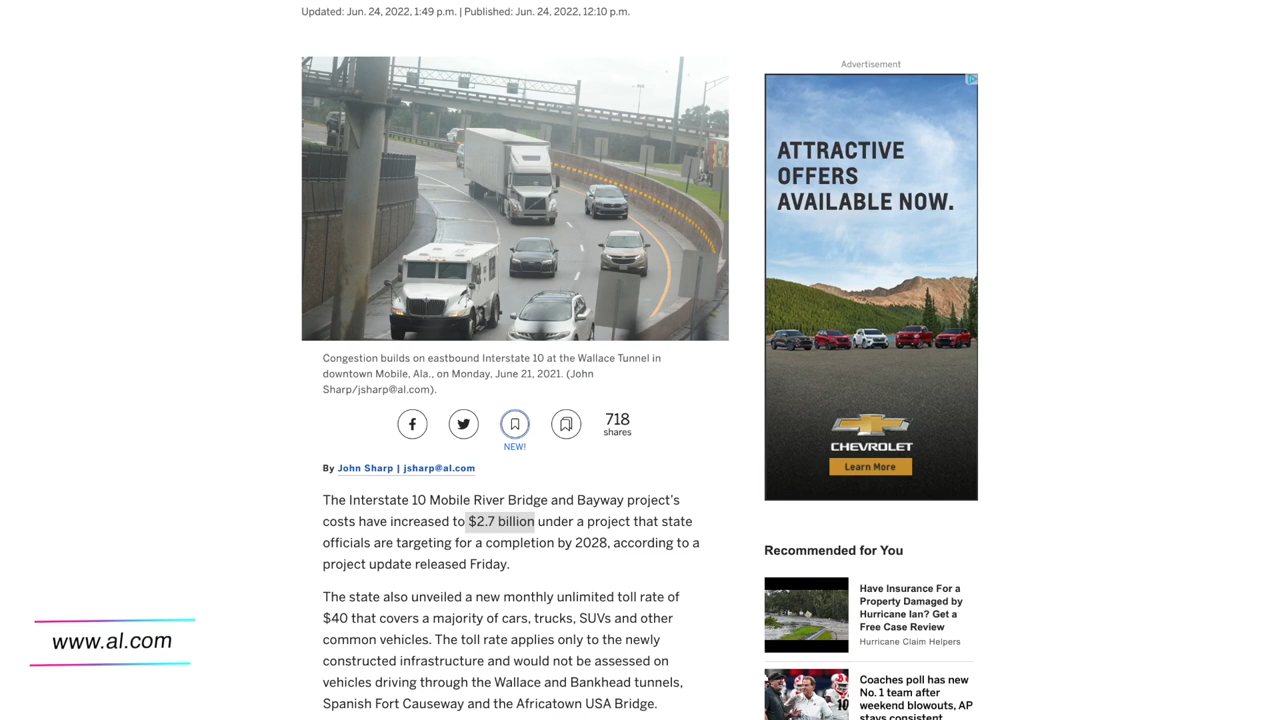 Updated: Jun. 24, 2022, 1:49 p.m. | Published: Jun. 24, 2022, 12:10 p.m.
Congestion builds on eastbound Interstate 10 at the Wallace Tunnel in
downtown Mobile, Ala., on Monday, June 21, 2021. (John
Sharp/jsharp@al.com).
718
shares
NEW!
By John Sharp | jsharp@al.com
The Interstate 10 Mobile River Bridge and Bayway project's
costs have increased to $2.7 billion under a project that state
officials are targeting for a completion by 2028, according to a
project update released Friday.
The state also unveiled a new monthly unlimited toll rate of
$40 that covers a majority of cars, trucks, SUVs and other
common vehicles. The toll rate applies only to the newly
constructed infrastructure and would not be assessed on
vehicles driving through the Wallace and Bankhead tunnels,
Spanish Fort Causeway and the Africatown USA Bridge.
Advertisement
ATTRACTIVE
OFFERS
AVAILABLE NOW.
CHEVROLET
Learn More
Recommended for You
Have Insurance For a
Property Damaged by
Hurricane Ian? Get a
Free Case Review
Hurricane Claim Helpers
Coaches poll has new
No. 1 team after
weekend blowouts, AP
stays consistent
www.al.com